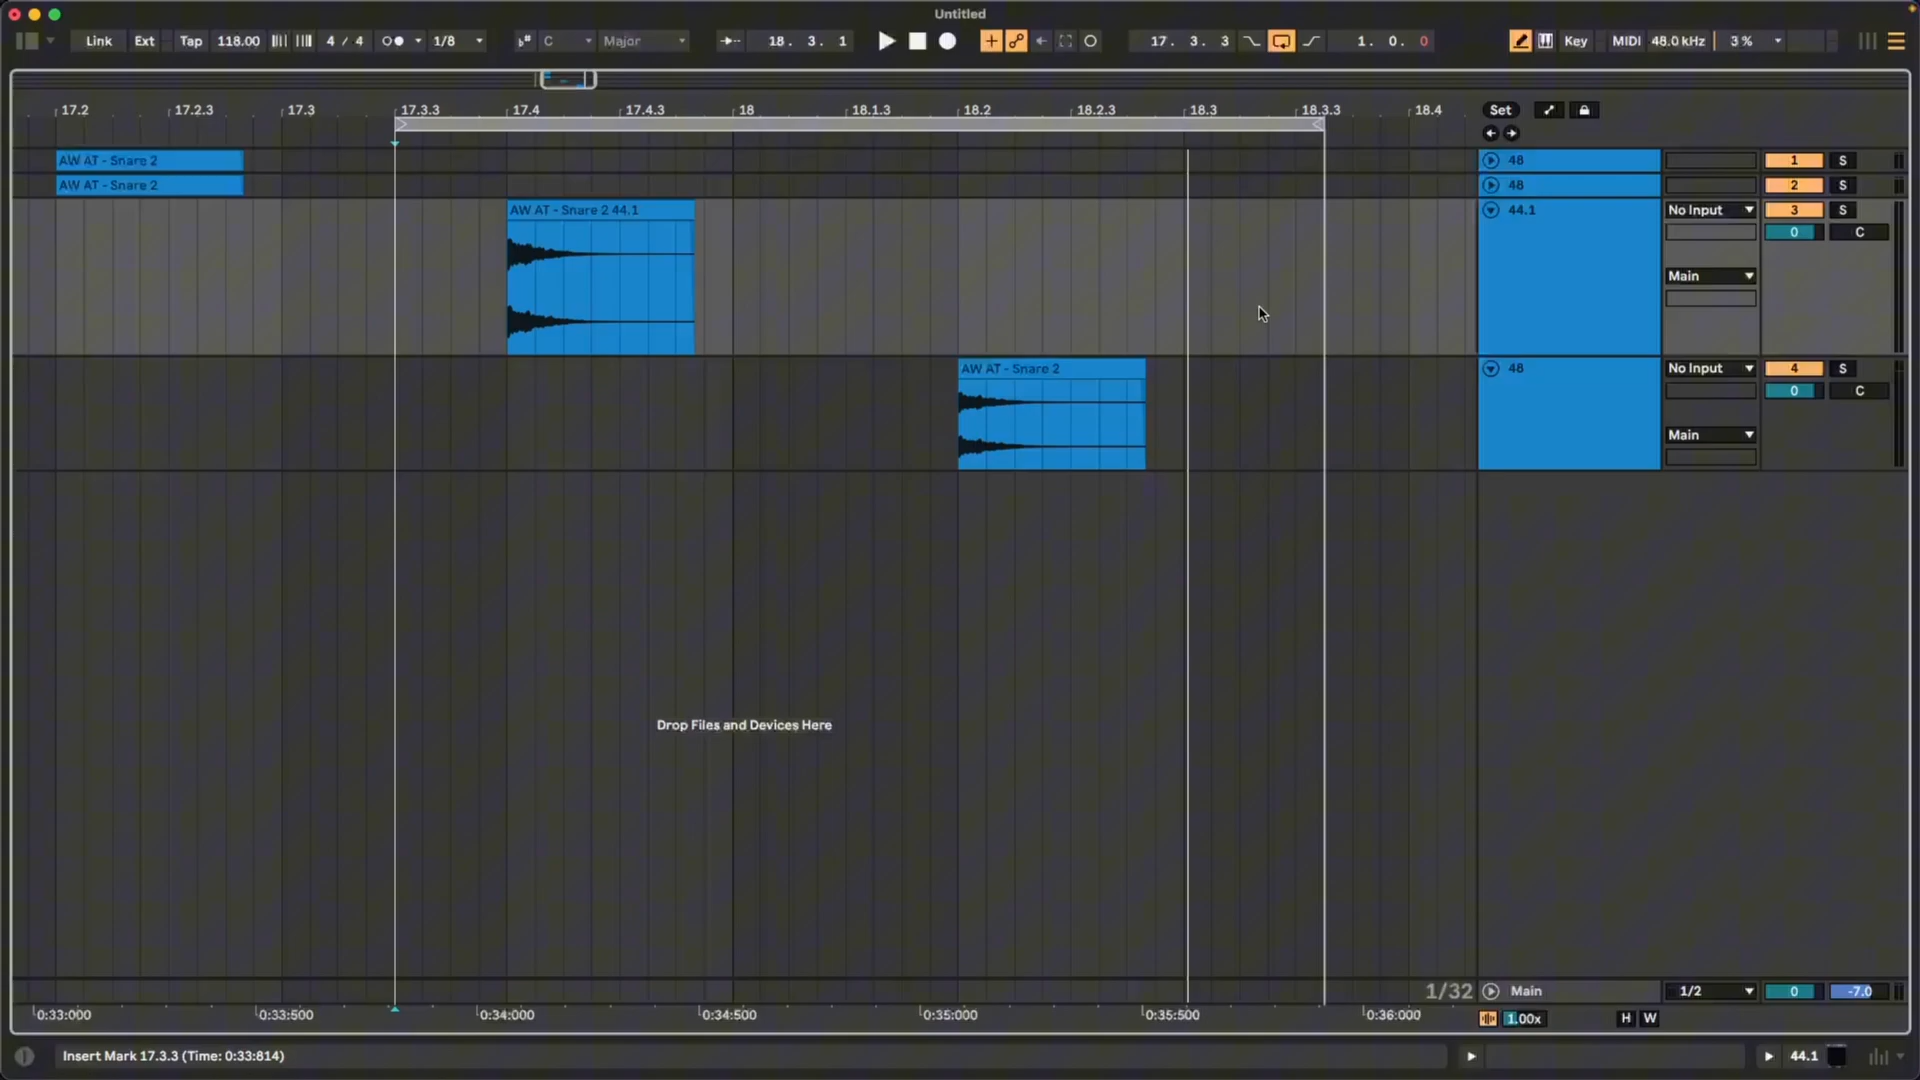 Untitled
Link Ext Tap 118.00 4 / 4 1/8 C Major 18. 3. 1 17. 3. 3 1. 0. 0 Key MIDI 48.0 kHz 3 %
17.2 17.2.3 17.3 17.3.3 17.4 17.4.3 18 18.1.3 18.2 18.2.3 18.3 18.3.3 18.4 Set
AW AT - Snare 2 48 1 S
AW AT - Snare 2 48 2 S
AW AT - Snare 2 44.1 44.1 No Input 3 S
0 C
Main
AW AT - Snare 2 48 No Input 4 S
0 C
Main
Drop Files and Devices Here
1/32 Main 1/2 0 -7.0
0:33:000 0:33:500 0:34:000 0:34:500 0:35:000 0:35:500 0:36:000 1.00x H W
Insert Mark 17.3.3 (Time: 0:33:814) 44.1